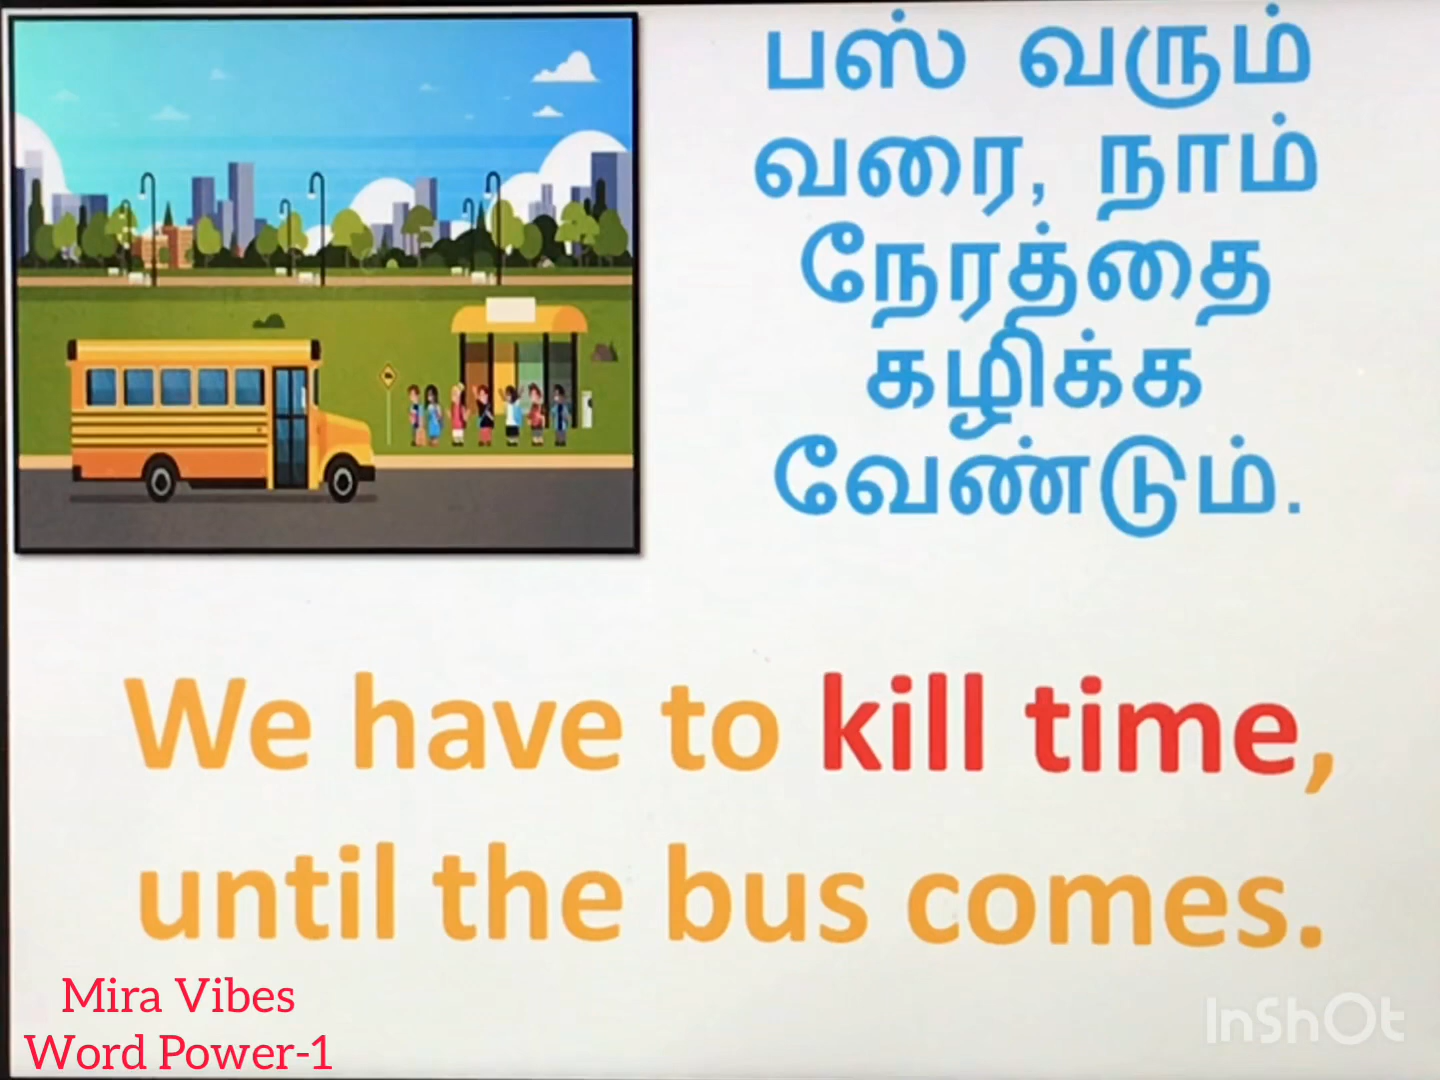 பஸ் வரும்
வரை, நாம்
நேரத்தை
கழிக்க
வேண்டும்.
We have to kill time,
until the bus comes.
Mira Vibes
Word Power-1
InShOt